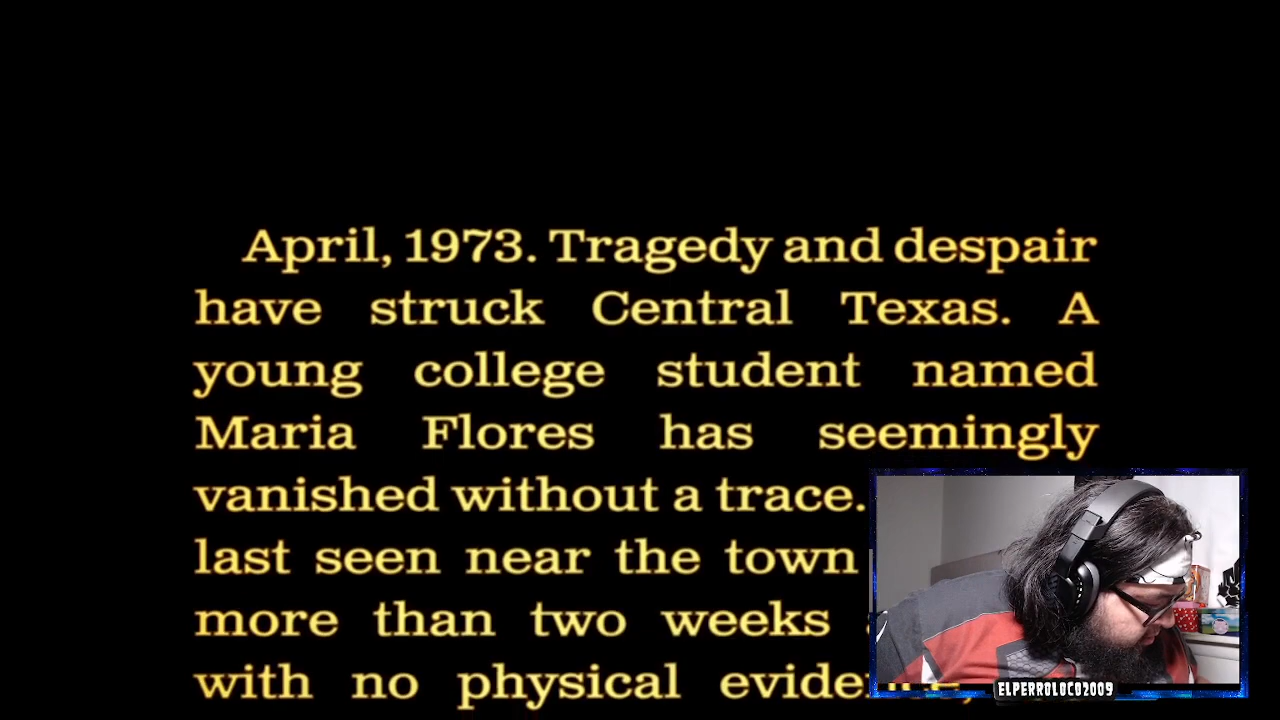 April, 1973. Tragedy and despair
have struck Central Texas. A
young college student named
Maria Flores has seemingly
vanished without a trace.
last seen near the town
more than two weeks
with no physical
ELPERROLOCO2009